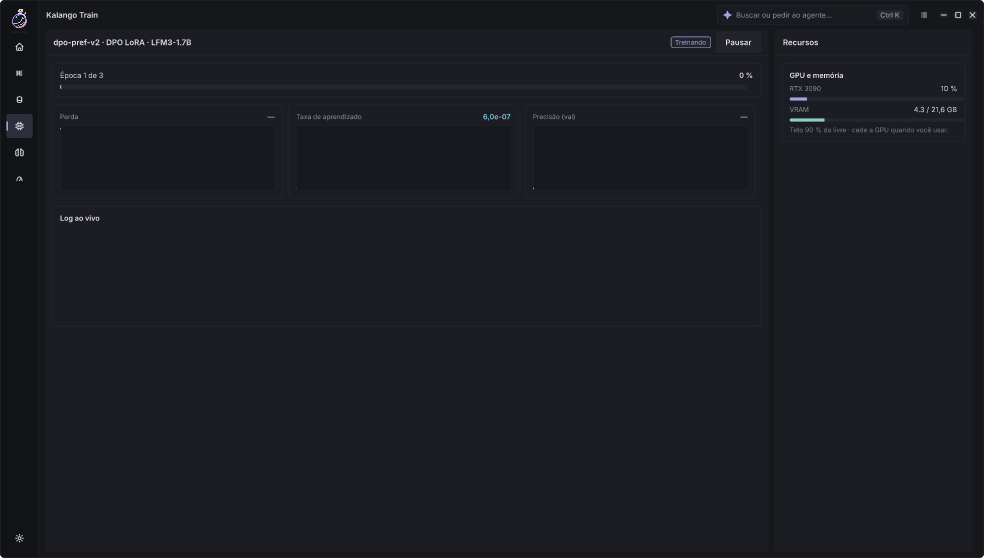 Kalango Train
Buscar ou pedir ao agente...
Ctrl K
dpo-pref-v2 · DPO LoRA · LFM3-1.7B
Treinando
Pausar
Recursos
Época 1 de 3
0 %
GPU e memória
RTX 3090
10 %
VRAM
4.3 / 21,6 GB
Teto 90 % da livre · cede a GPU quando você usar.
Perda
—
Taxa de aprendizado
6,0e-07
Precisão (val)
—
Log ao vivo